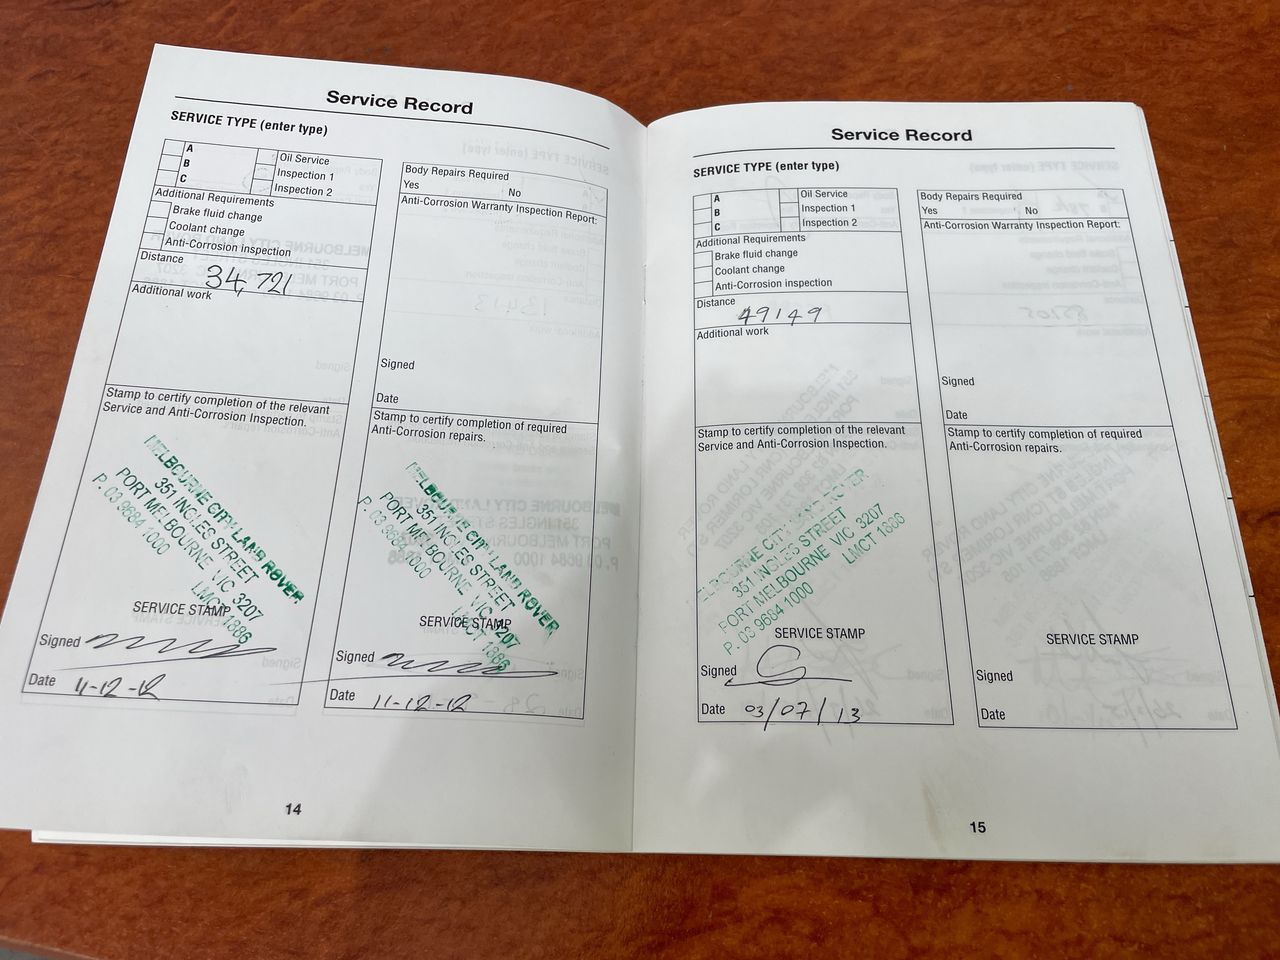 Service Record
SERVICE TYPE (enter type)
A
B
C
Oil Service
Inspection 1
Inspection 2
Additional Requirements
Brake fluid change
Coolant change
Anti-Corrosion inspection
Distance
34,721
Additional work
Stamp to certify completion of the relevant
Service and Anti-Corrosion Inspection.
MELBOURNE CITY LAND ROVER
351 INGLES STREET
PORT MELBOURNE VIC, 3207
P. 03 9684 1000 LMCT 1886
SERVICE STAMP
Signed
Date 4-12-12
Body Repairs Required
Yes No
Anti-Corrosion Warranty Inspection Report:
Signed
Date
Stamp to certify completion of required
Anti-Corrosion repairs.
MELBOURNE CITY LAND ROVER
351 INGLES STREET
PORT MELBOURNE VIC, 3207
P. 03 9684 1000 LMCT 1886
SERVICE STAMP
Signed
Date 11-12-12
14
Service Record
SERVICE TYPE (enter type)
A
B
C
Oil Service
Inspection 1
Inspection 2
Additional Requirements
Brake fluid change
Coolant change
Anti-Corrosion inspection
Distance
49149
Additional work
Stamp to certify completion of the relevant
Service and Anti-Corrosion Inspection.
MELBOURNE CITY LAND ROVER
351 INGLES STREET
PORT MELBOURNE VIC, 3207
P. 03 9684 1000 LMCT 1886
SERVICE STAMP
Signed
Date 03/07/13
Body Repairs Required
Yes No
Anti-Corrosion Warranty Inspection Report:
Signed
Date
Stamp to certify completion of required
Anti-Corrosion repairs.
SERVICE STAMP
Signed
Date
15